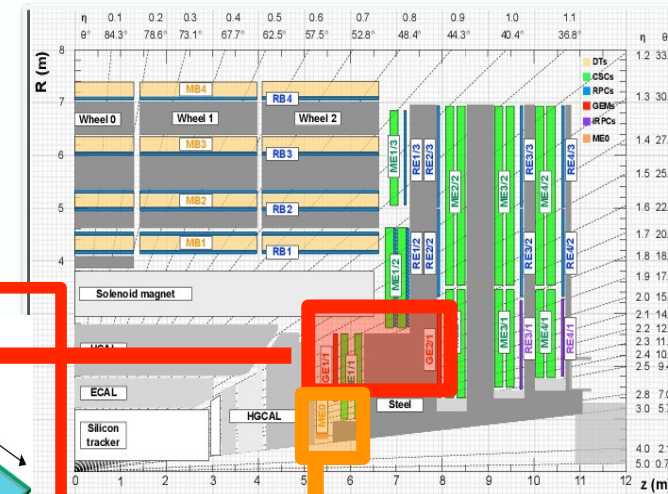 η 0.1 0.2 0.3 0.4 0.5 0.6 0.7 0.8 0.9 1.0 1.1
θ° 84.3° 78.6° 73.1° 67.7° 62.5° 57.5° 52.8° 48.4° 44.3° 40.4° 36.8°
η θ
R (m)
8
7
6
5
4
1.2 33.
1.3 30.
1.4 27.
1.5 25.
1.6 22.
1.7 20.
1.8 18.
1.9 17.
2.0 15.
2.1 14.
2.2 12.
2.3 11.
2.4 10.
2.5 9.
2.8 7.0
3.0 5.7
4.0 2.1
5.0 0.7
DTs
CSCs
RPCs
GEMs
iRPCs
ME0
MB4
RB4
Wheel 0
Wheel 1
Wheel 2
MB3
RB3
MB2
RB2
MB1
RB1
ME1/3
RE1/3
RE2/3
ME2/2
ME3/2
RE3/3
ME4/2
RE4/3
ME1/2
RE1/2
RE2/2
RE3/2
RE4/2
Solenoid magnet
GE1/1
GE2/1
ME3/1
RE3/1
ME4/1
RE4/1
ECAL
HGCAL
ME0
Steel
Silicon
tracker
0 1 2 3 4 5 6 7 8 9 10 11 12
z (m